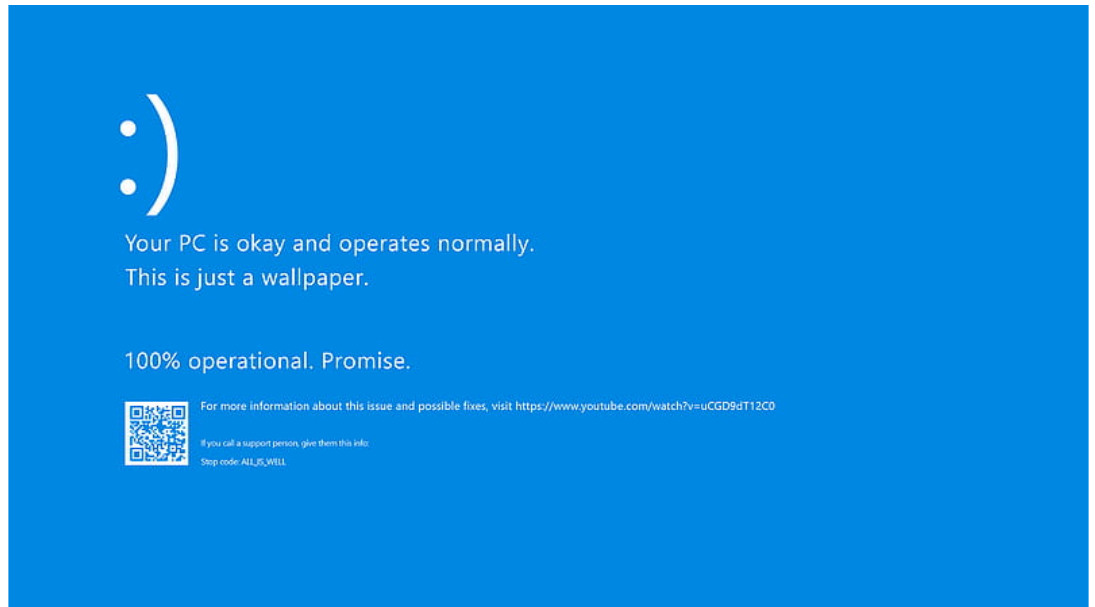 :)
Your PC is okay and operates normally.
This is just a wallpaper.
100% operational. Promise.
For more information about this issue and possible fixes, visit https://www.youtube.com/watch?v=uCGD9dT12C0
If you call a support person, give them this info:
Stop code: ALL_IS_WELL